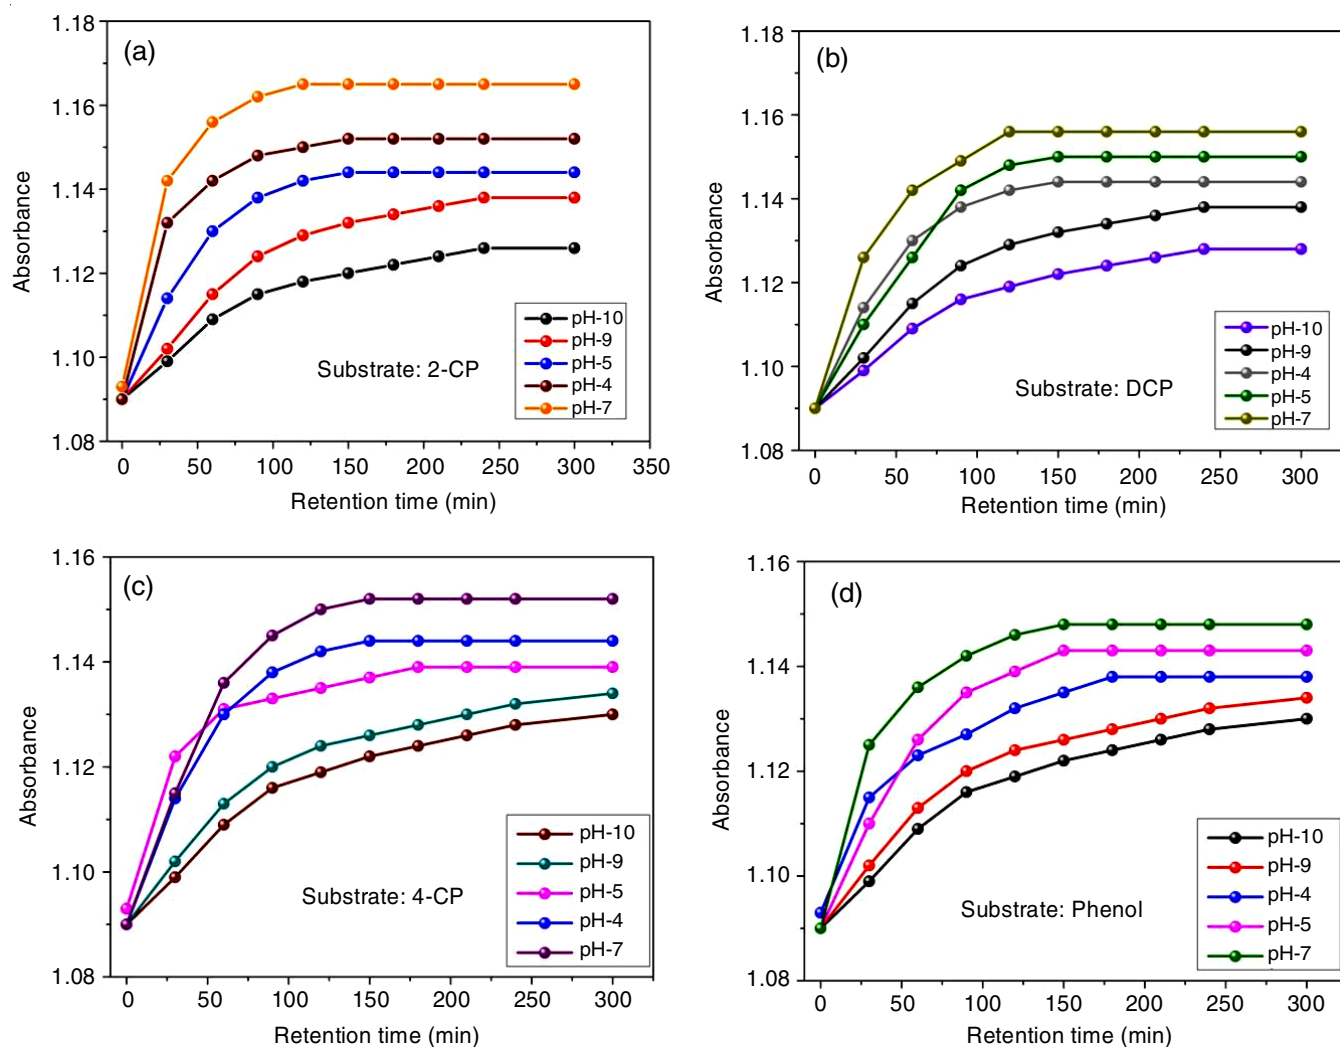 (a)
1.18
1.16
1.14
1.12
1.10
1.08
Absorbance
pH-10
pH-9
pH-5
pH-4
pH-7
Substrate: 2-CP
0 50 100 150 200 250 300 350
Retention time (min)
(b)
1.18
1.16
1.14
1.12
1.10
1.08
Absorbance
pH-10
pH-9
pH-4
pH-5
pH-7
Substrate: DCP
0 50 100 150 200 250 300
Retention time (min)
(c)
1.16
1.14
1.12
1.10
1.08
Absorbance
pH-10
pH-9
pH-5
pH-4
pH-7
Substrate: 4-CP
0 50 100 150 200 250 300
Retention time (min)
(d)
1.16
1.14
1.12
1.10
1.08
Absorbance
pH-10
pH-9
pH-4
pH-5
pH-7
Substrate: Phenol
0 50 100 150 200 250 300
Retention time (min)